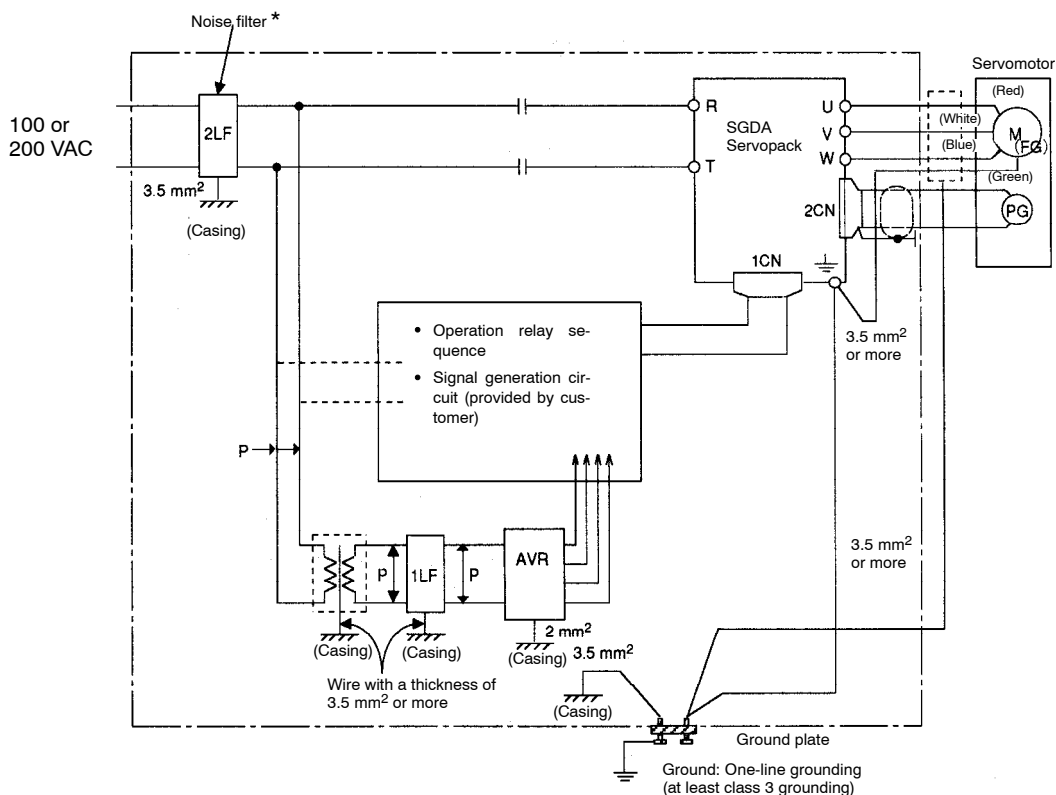 Noise filter *
Servomotor
100 or
200 VAC
2LF
3.5 mm²
(Casing)
R
T
SGDA
Servopack
U
V
W
2CN
1CN
(Red)
(White)
(Blue)
(Green)
M
(FG)
PG
3.5 mm²
or more
• Operation relay se-
quence
• Signal generation cir-
cuit (provided by cus-
tomer)
P
P
1LF
P
AVR
3.5 mm²
or more
2 mm²
(Casing)
(Casing)
(Casing)
3.5 mm²
(Casing)
Wire with a thickness of
3.5 mm² or more
Ground plate
Ground: One-line grounding
(at least class 3 grounding)